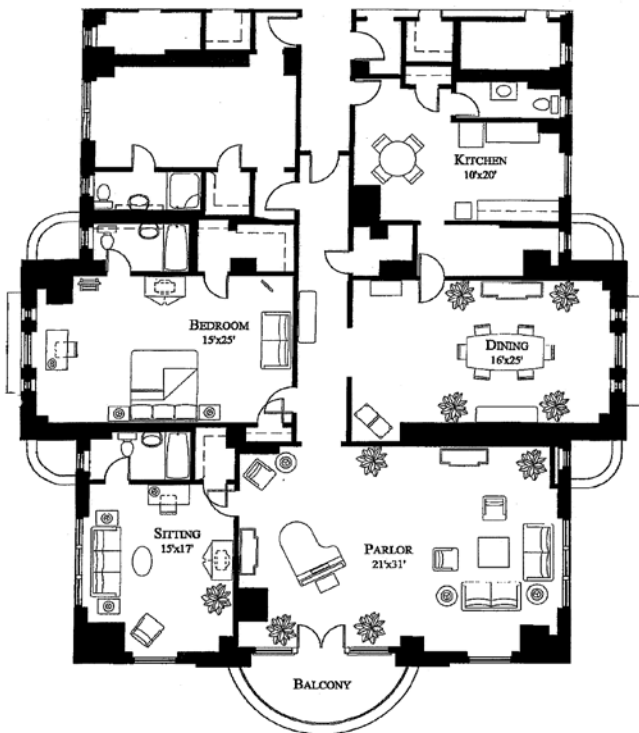 KITCHEN
10'x20'
BEDROOM
15'x25'
DINING
16'x25'
SITTING
15'x17'
PARLOR
21'x31'
BALCONY